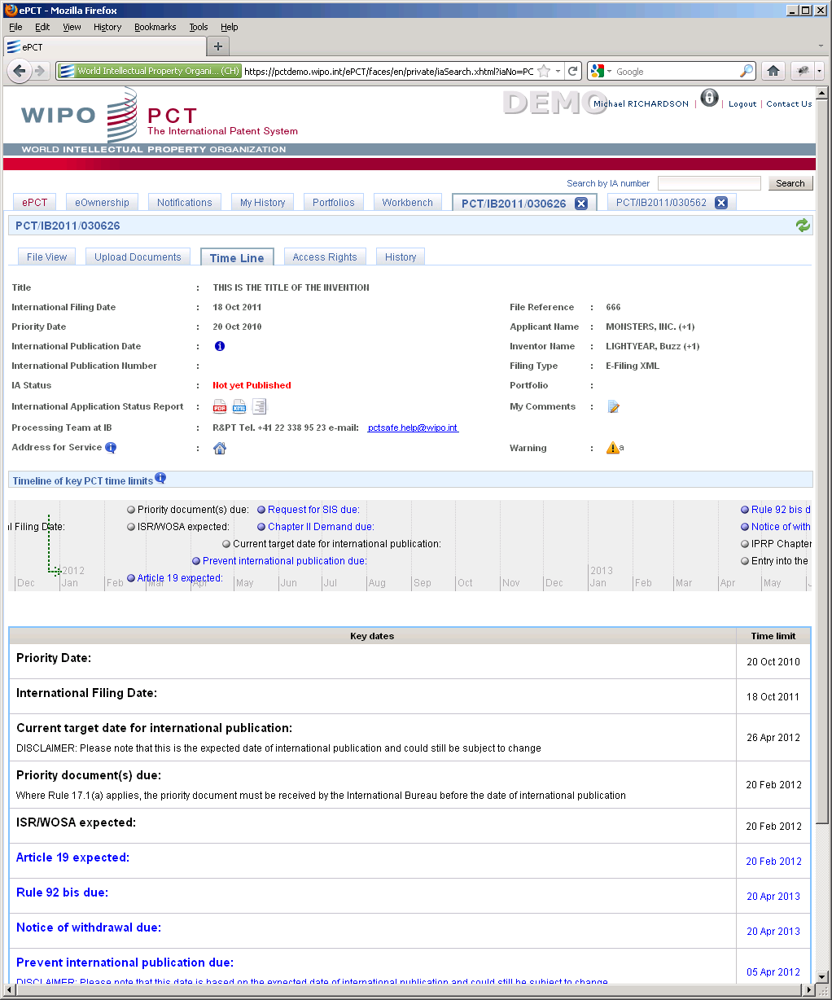 ePCT - Mozilla Firefox
File Edit View History Bookmarks Tools Help
ePCT
World Intellectual Property Organi... (CH) https://pctdemo.wipo.int/ePCT/faces/en/private/iaSearch.xhtml?iaNo=PC Google
DEMO Michael RICHARDSON | | Logout | Contact Us
WIPO PCT
The International Patent System
WORLD INTELLECTUAL PROPERTY ORGANIZATION
Search by IA number Search
ePCT eOwnership Notifications My History Portfolios Workbench PCT/IB2011/030626 PCT/IB2011/030562
PCT/IB2011/030626
File View Upload Documents Time Line Access Rights History
Title : THIS IS THE TITLE OF THE INVENTION
International Filing Date : 18 Oct 2011 File Reference : 666
Priority Date : 20 Oct 2010 Applicant Name : MONSTERS, INC. (+1)
International Publication Date : Inventor Name : LIGHTYEAR, Buzz (+1)
International Publication Number : Filing Type : E-Filing XML
IA Status : Not yet Published Portfolio :
International Application Status Report : PDF XML My Comments :
Processing Team at IB : R&PT Tel. +41 22 338 95 23 e-mail: pctsafe.help@wipo.int
Address for Service : Warning : a
Timeline of key PCT time limits
Priority document(s) due: Request for SIS due: Rule 92 bis d
l Filing Date: ISR/WOSA expected: Chapter II Demand due: Notice of with
Current target date for international publication: IPRP Chapter
Prevent international publication due: Entry into the
2012 2013
Article 19 expected:
Dec Jan Feb Mar Apr May Jun Jul Aug Sep Oct Nov Dec Jan Feb Mar Apr May J
Key dates Time limit
Priority Date: 20 Oct 2010
International Filing Date: 18 Oct 2011
Current target date for international publication: 26 Apr 2012
DISCLAIMER: Please note that this is the expected date of international publication and could still be subject to change
Priority document(s) due: 20 Feb 2012
Where Rule 17.1(a) applies, the priority document must be received by the International Bureau before the date of international publication
ISR/WOSA expected: 20 Feb 2012
Article 19 expected: 20 Feb 2012
Rule 92 bis due: 20 Apr 2013
Notice of withdrawal due: 20 Apr 2013
Prevent international publication due: 05 Apr 2012
DISCLAIMER: Please note that this date is based on the expected date of international publication and could still be subject to change